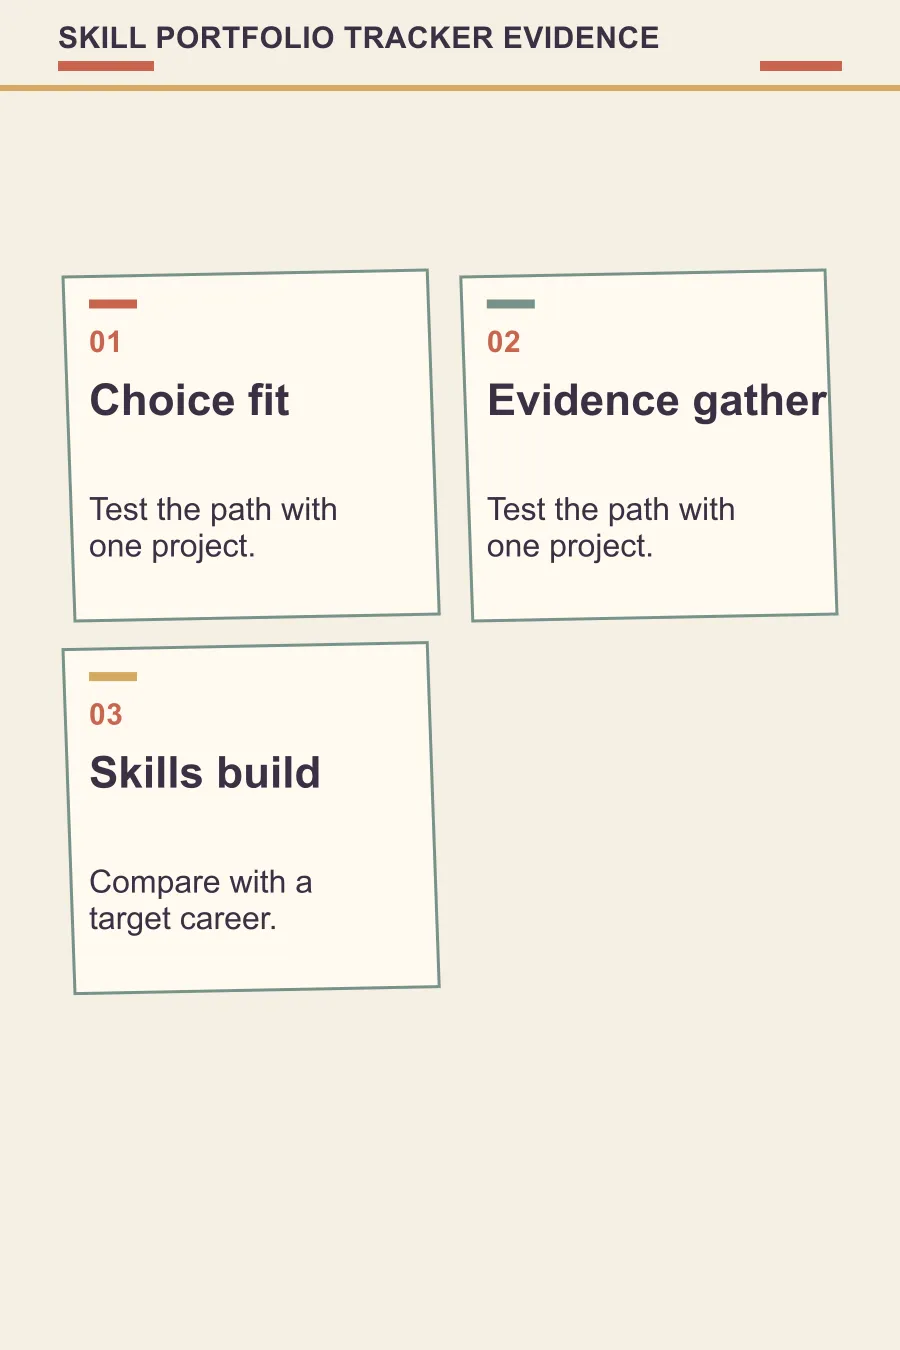 SKILL PORTFOLIO TRACKER EVIDENCE
01
Choice fit
Test the path with
one project.
02
Evidence gather
Test the path with
one project.
03
Skills build
Compare with a
target career.